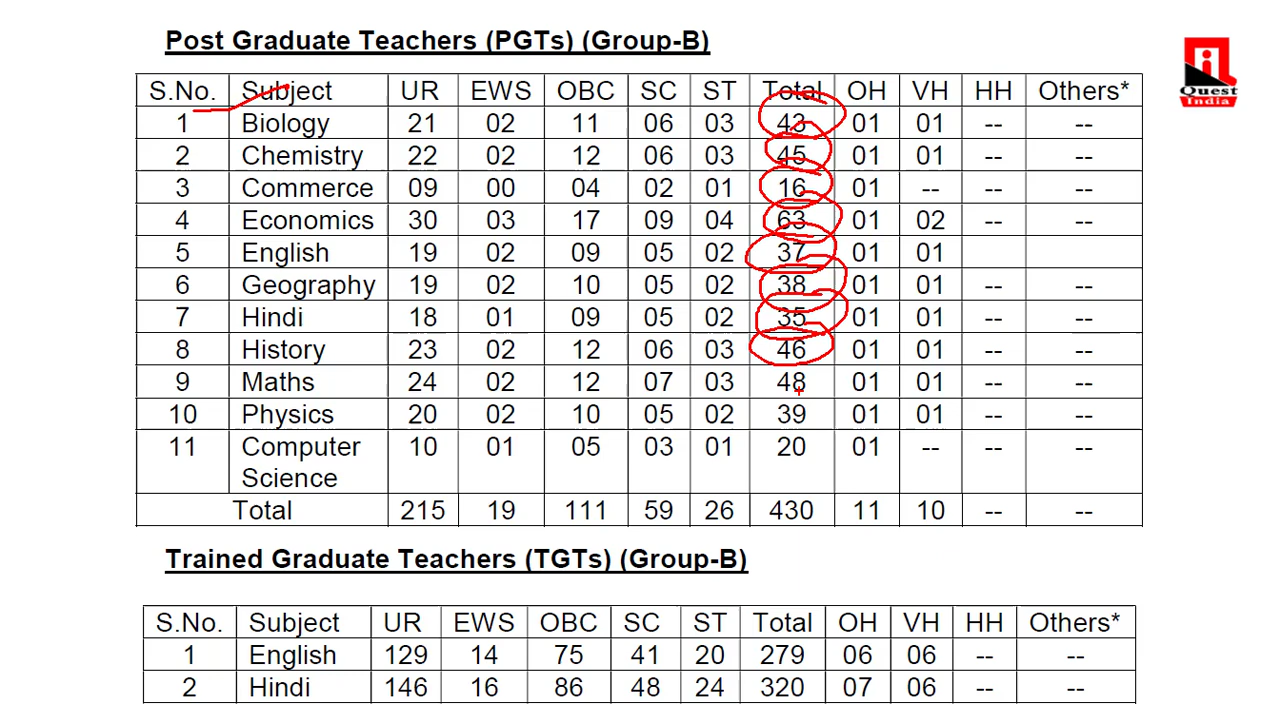 Post Graduate Teachers (PGTs) (Group-B)
iQ
Quest
India
S.No. Subject UR EWS OBC SC ST Total OH VH HH Others*
1 Biology 21 02 11 06 03 43 01 01 -- --
2 Chemistry 22 02 12 06 03 45 01 01 -- --
3 Commerce 09 00 04 02 01 16 01 -- -- --
4 Economics 30 03 17 09 04 63 01 02 -- --
5 English 19 02 09 05 02 37 01 01
6 Geography 19 02 10 05 02 38 01 01 -- --
7 Hindi 18 01 09 05 02 35 01 01 -- --
8 History 23 02 12 06 03 46 01 01 -- --
9 Maths 24 02 12 07 03 48 01 01 -- --
10 Physics 20 02 10 05 02 39 01 01 -- --
11 Computer 10 01 05 03 01 20 01 -- -- --
Science
Total 215 19 111 59 26 430 11 10 -- --
Trained Graduate Teachers (TGTs) (Group-B)
S.No. Subject UR EWS OBC SC ST Total OH VH HH Others*
1 English 129 14 75 41 20 279 06 06 -- --
2 Hindi 146 16 86 48 24 320 07 06 -- --